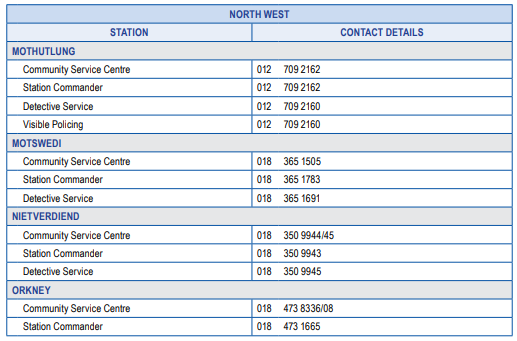 NORTH WEST
STATION CONTACT DETAILS
MOTHUTLUNG
Community Service Centre 012 709 2162
Station Commander 012 709 2162
Detective Service 012 709 2160
Visible Policing 012 709 2160
MOTSWEDI
Community Service Centre 018 365 1505
Station Commander 018 365 1783
Detective Service 018 365 1691
NIETVERDIEND
Community Service Centre 018 350 9944/45
Station Commander 018 350 9943
Detective Service 018 350 9945
ORKNEY
Community Service Centre 018 473 8336/08
Station Commander 018 473 1665